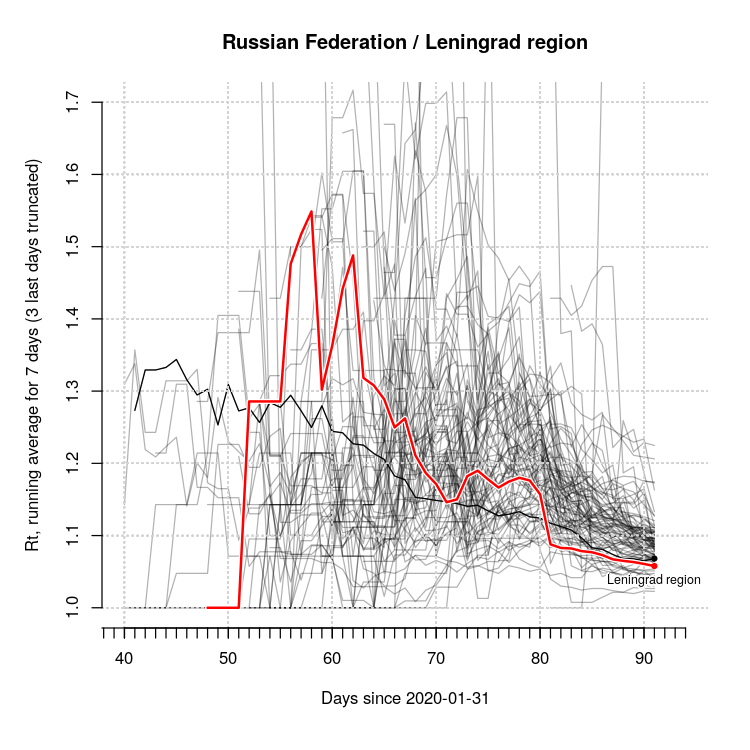 Russian Federation / Leningrad region
Rt, running average for 7 days (3 last days truncated)
1.7
1.6
1.5
1.4
1.3
1.2
1.1
1.0
Leningrad region
40 50 60 70 80 90
Days since 2020-01-31